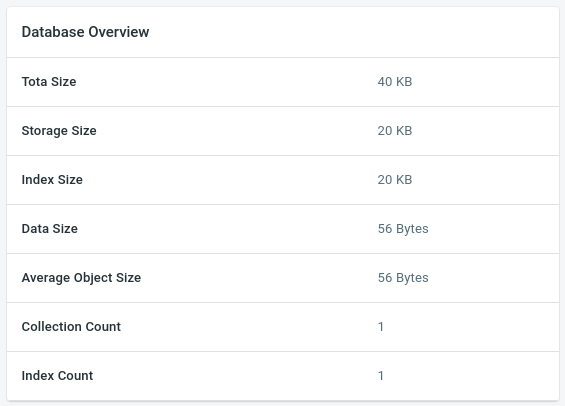 Database Overview
Tota Size 40 KB
Storage Size 20 KB
Index Size 20 KB
Data Size 56 Bytes
Average Object Size 56 Bytes
Collection Count 1
Index Count 1